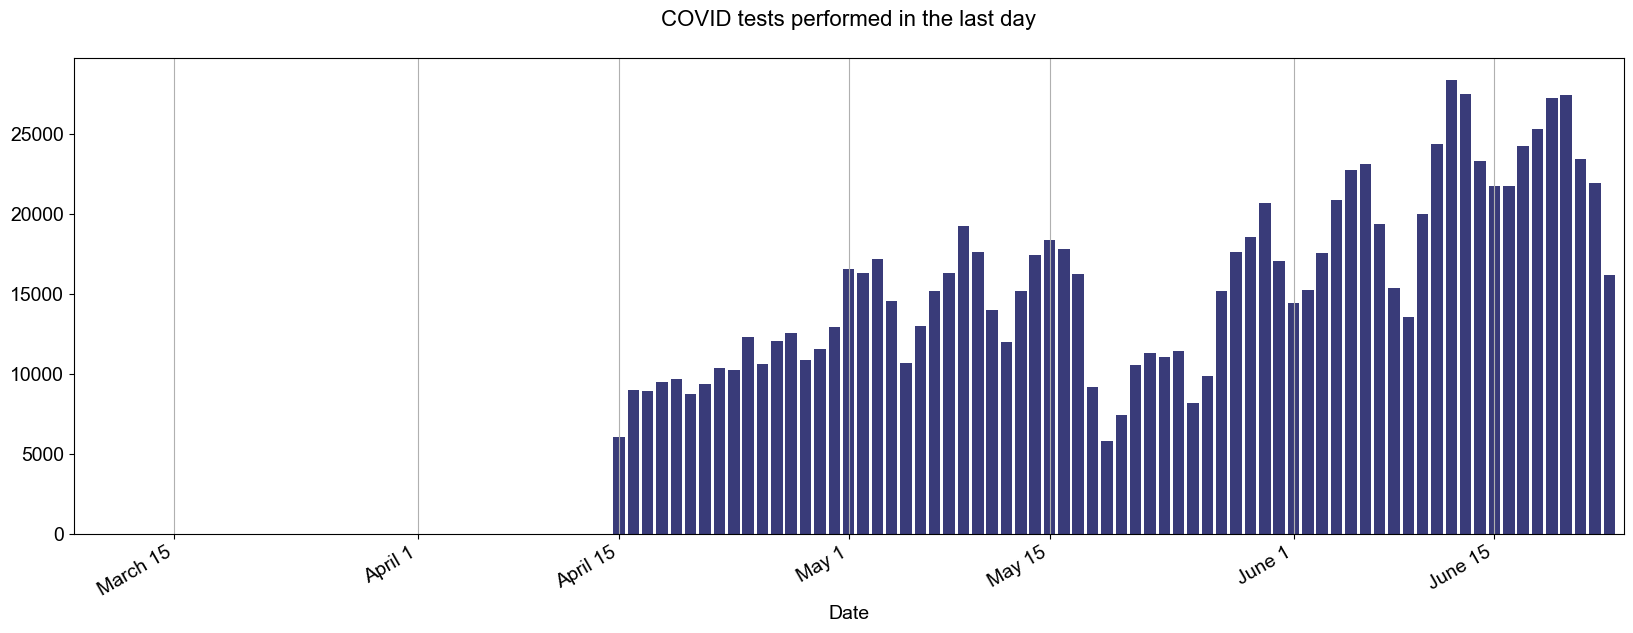 COVID tests performed in the last day
25000
20000
15000
10000
5000
0
March 15
April 1
April 15
May 1
May 15
June 1
June 15
Date